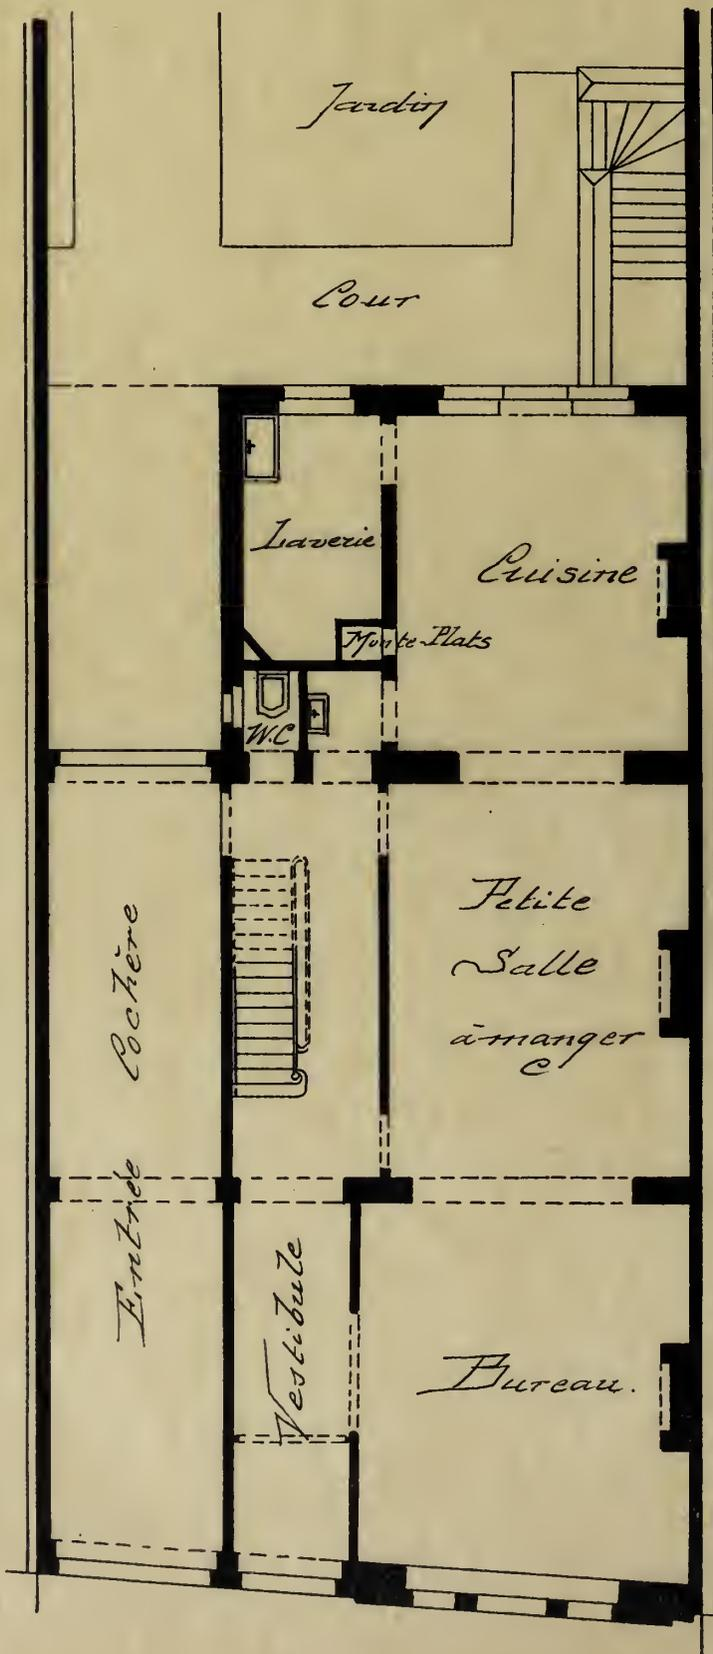 Jardin
Cour
Laverie
Cuisine
Monte-Plats
W.C
Petite
Salle
à manger
Entrée Cochère
Vestibule
Bureau.